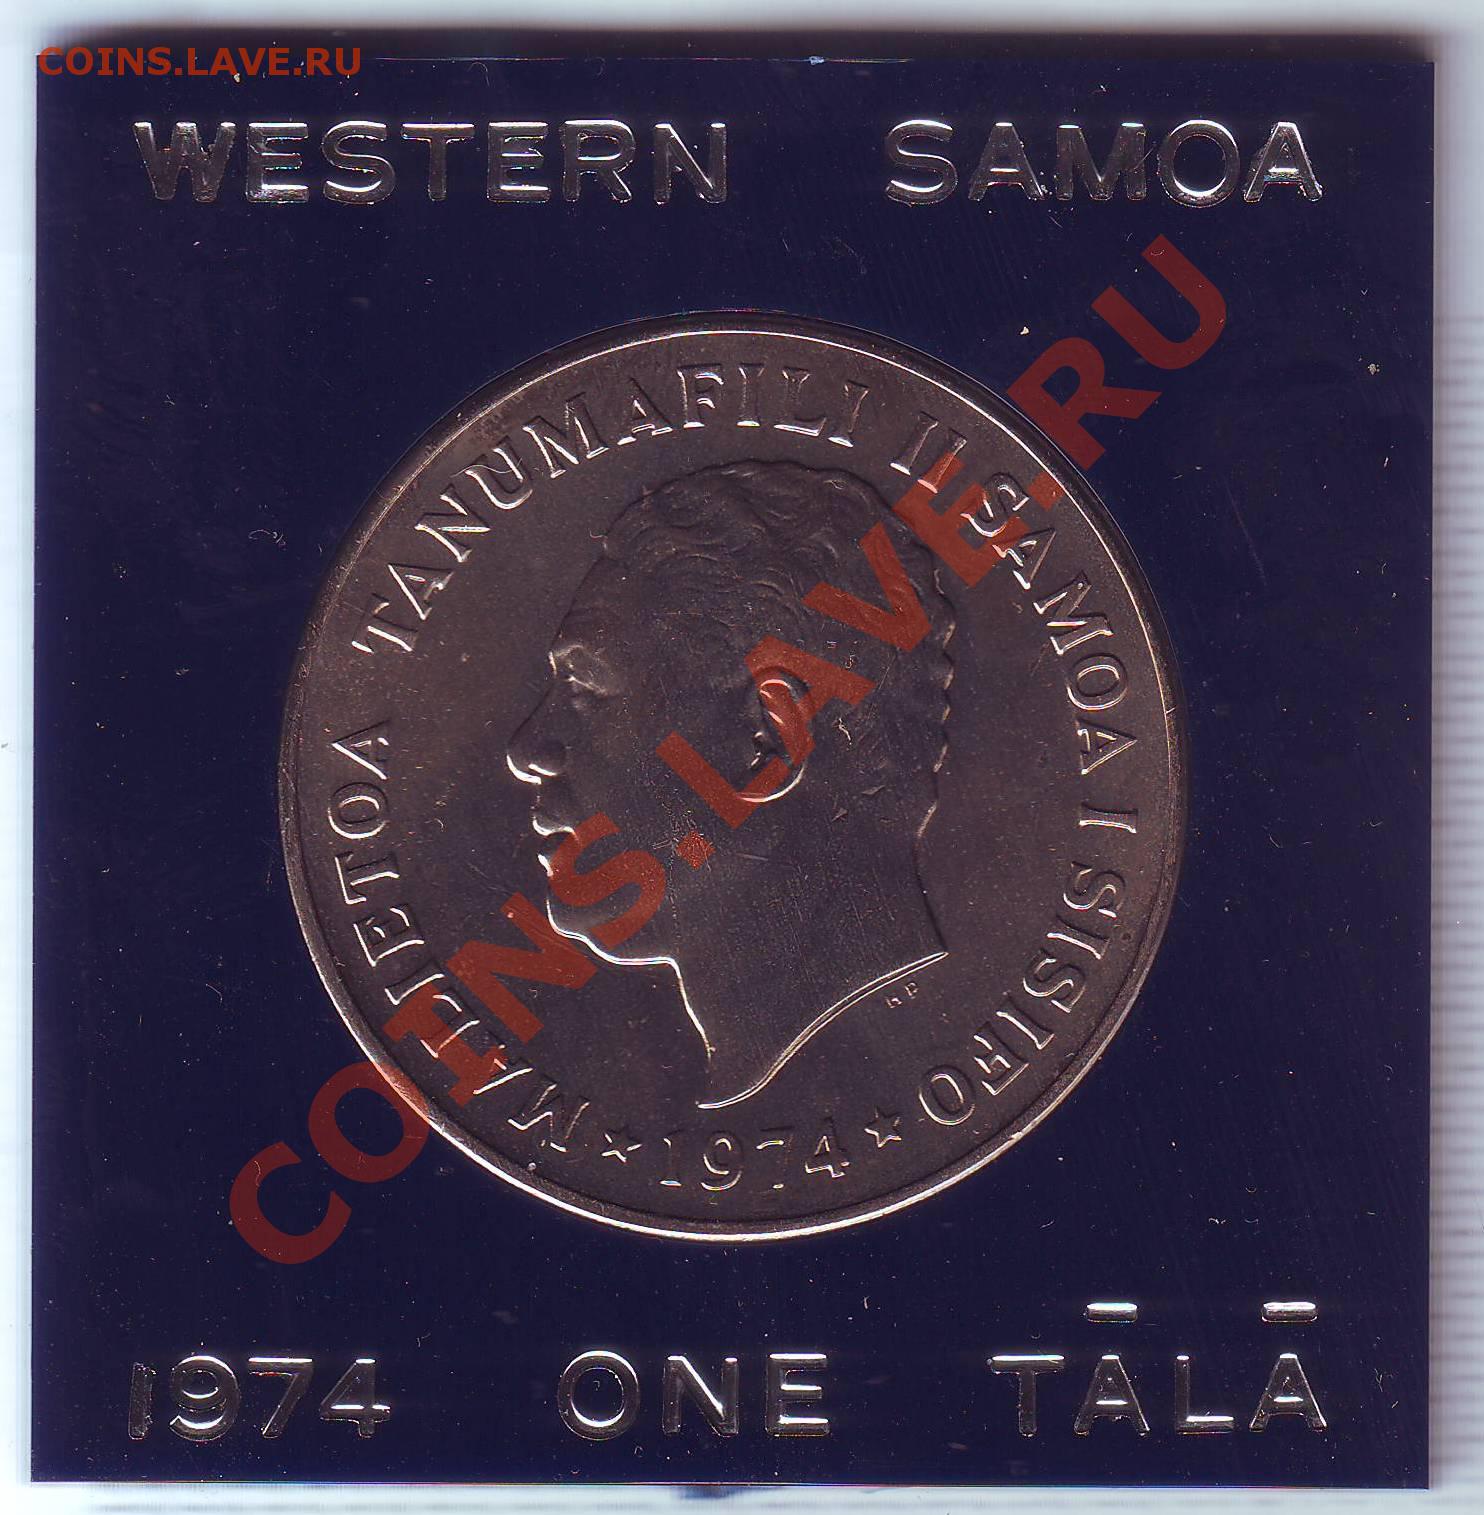 COINS.LAVE.RU
WESTERN SAMOA
MALIETOA TANUMAFILI II SAMOA I SISIFO
★ 1974 ★
COINS.LAVE.RU
1974 ONE TĀLĀ